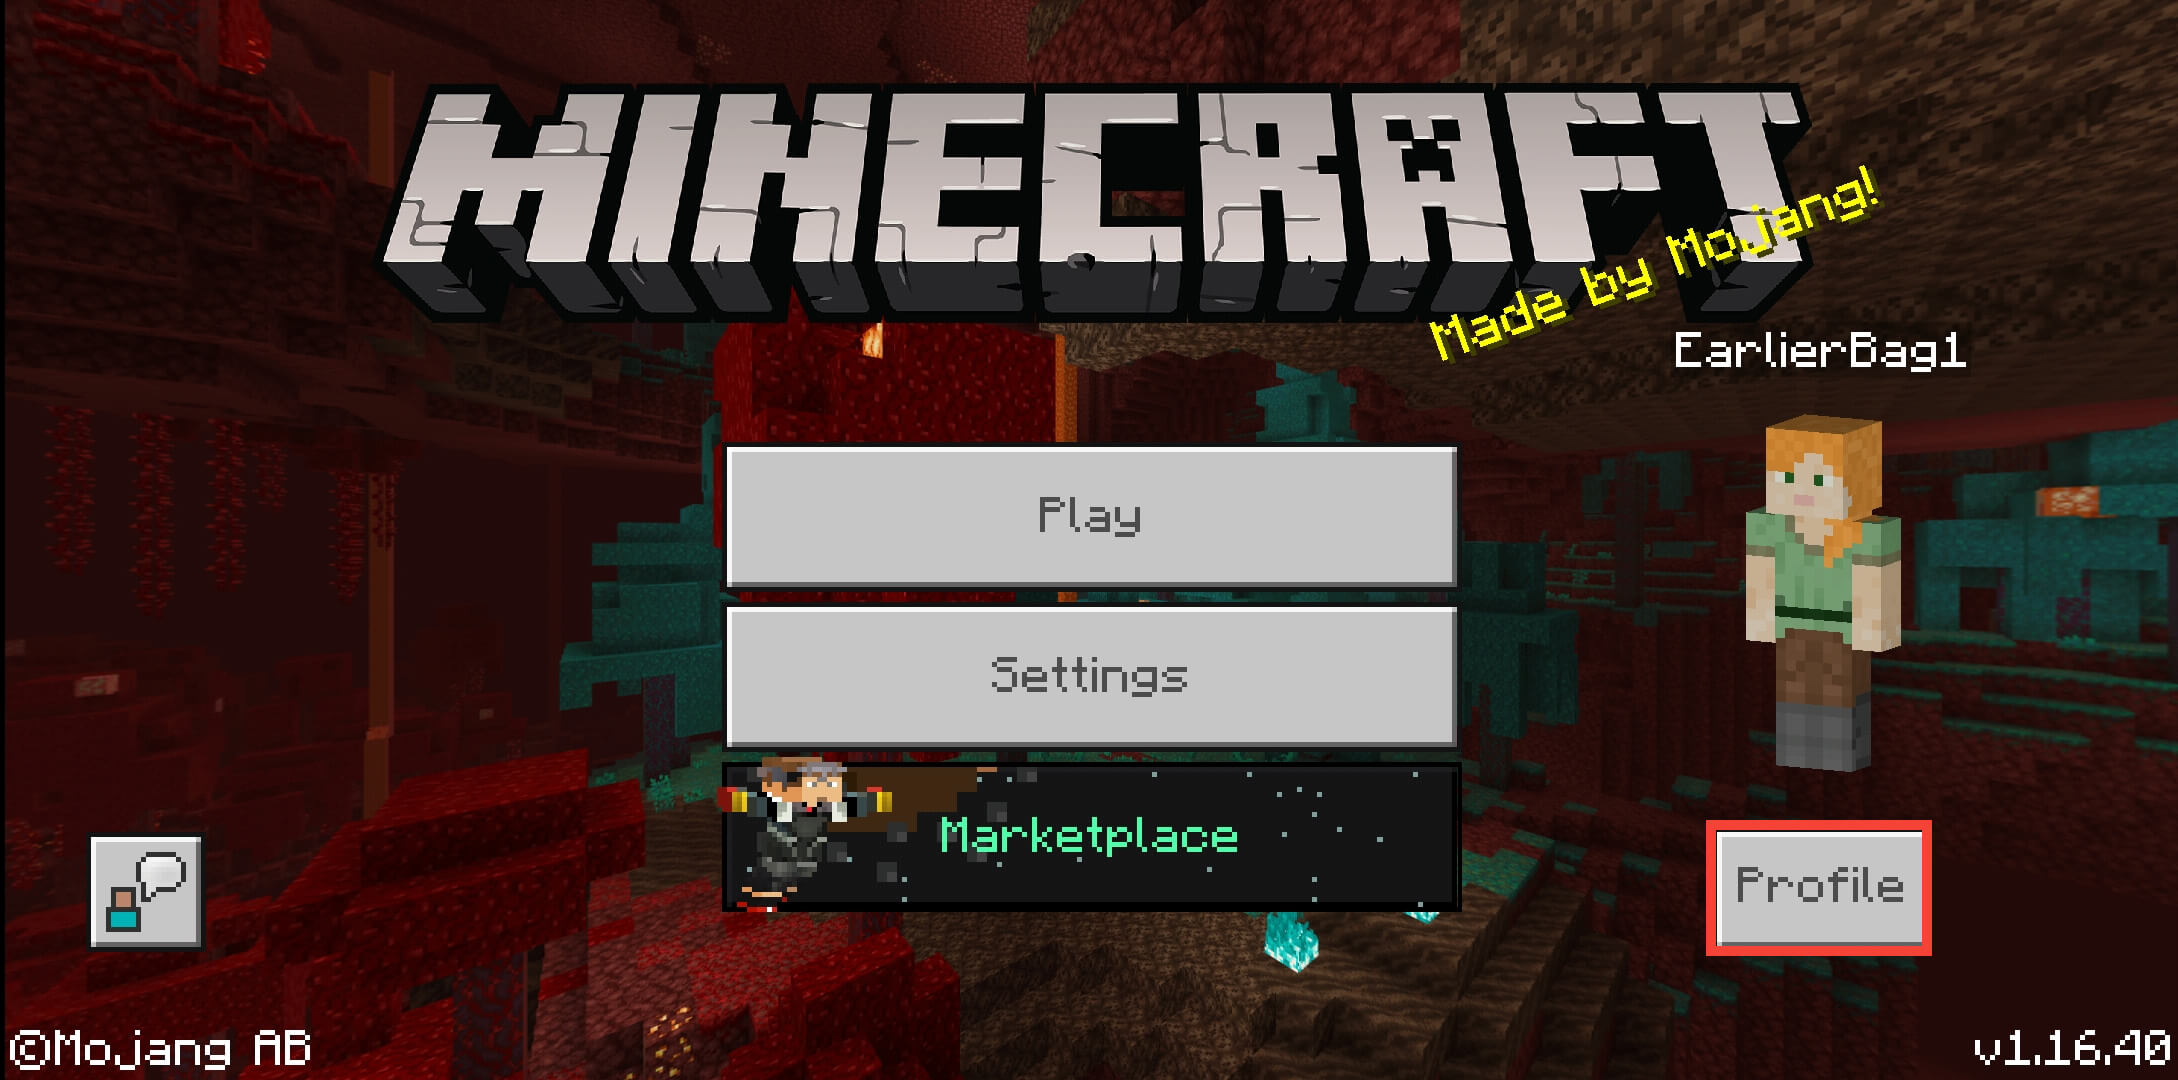 MINECRAFT
Made by Mojang!
EarlierBag1
Play
Settings
Marketplace
Profile
©Mojang AB
v1.16.40